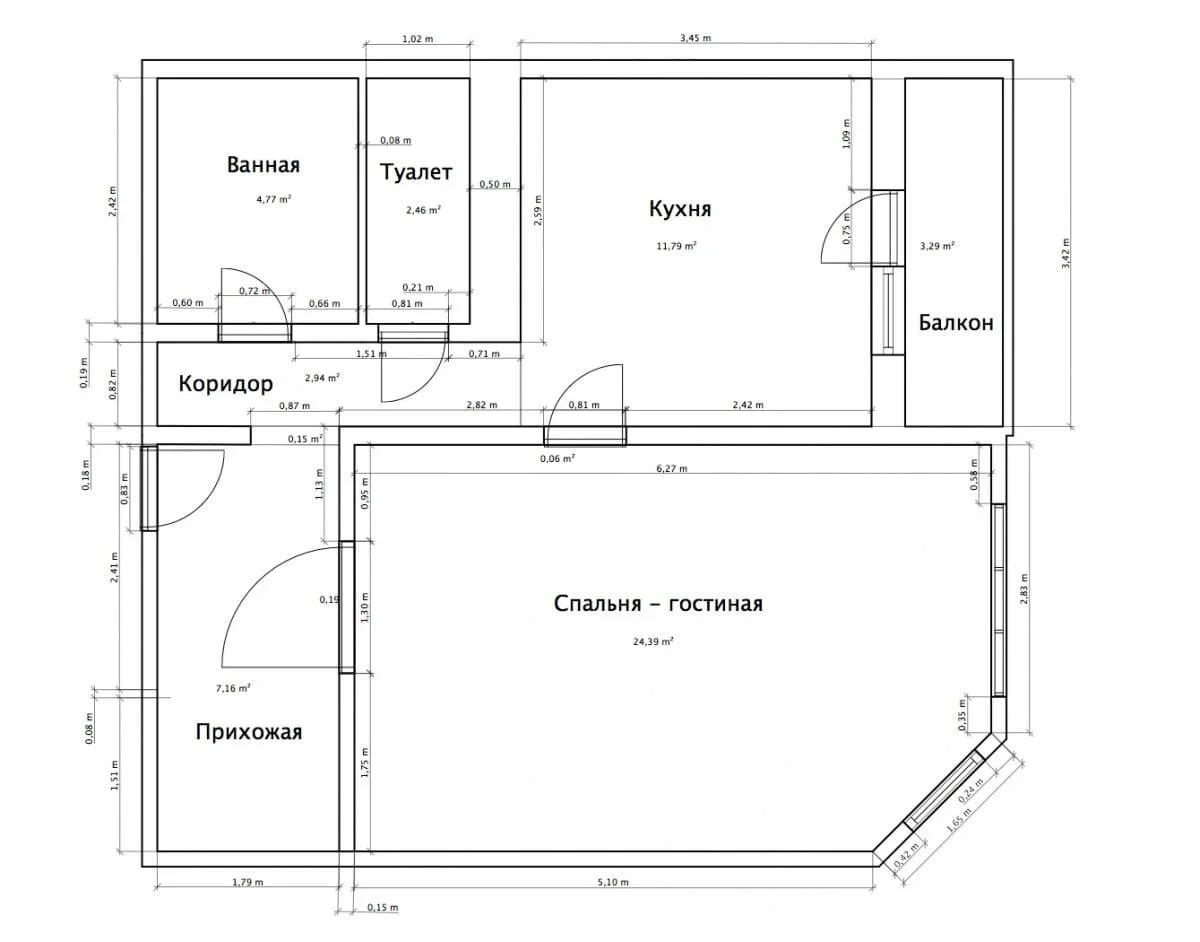 1,02 m
3,45 m
0,08 m
1,09 m
Ванная
Туалет
4,77 m²
0,50 m
2,42 m
2,46 m²
2,59 m
Кухня
0,75 m
11,79 m²
3,29 m²
3,42 m
0,72 m
0,21 m
0,60 m
0,66 m
0,81 m
Балкон
1,51 m
0,71 m
0,19 m
0,82 m
Коридор
2,94 m²
0,87 m
2,82 m
0,81 m
2,42 m
0,15 m²
0,06 m²
6,27 m
0,18 m
0,83 m
1,13 m
0,95 m
0,58 m
2,41 m
0,19
1,30 m
2,83 m
Спальня – гостиная
24,39 m²
7,16 m²
Прихожая
0,08 m
0,35 m
1,51 m
1,75 m
0,24 m
1,65 m
0,42 m
1,79 m
5,10 m
0,15 m